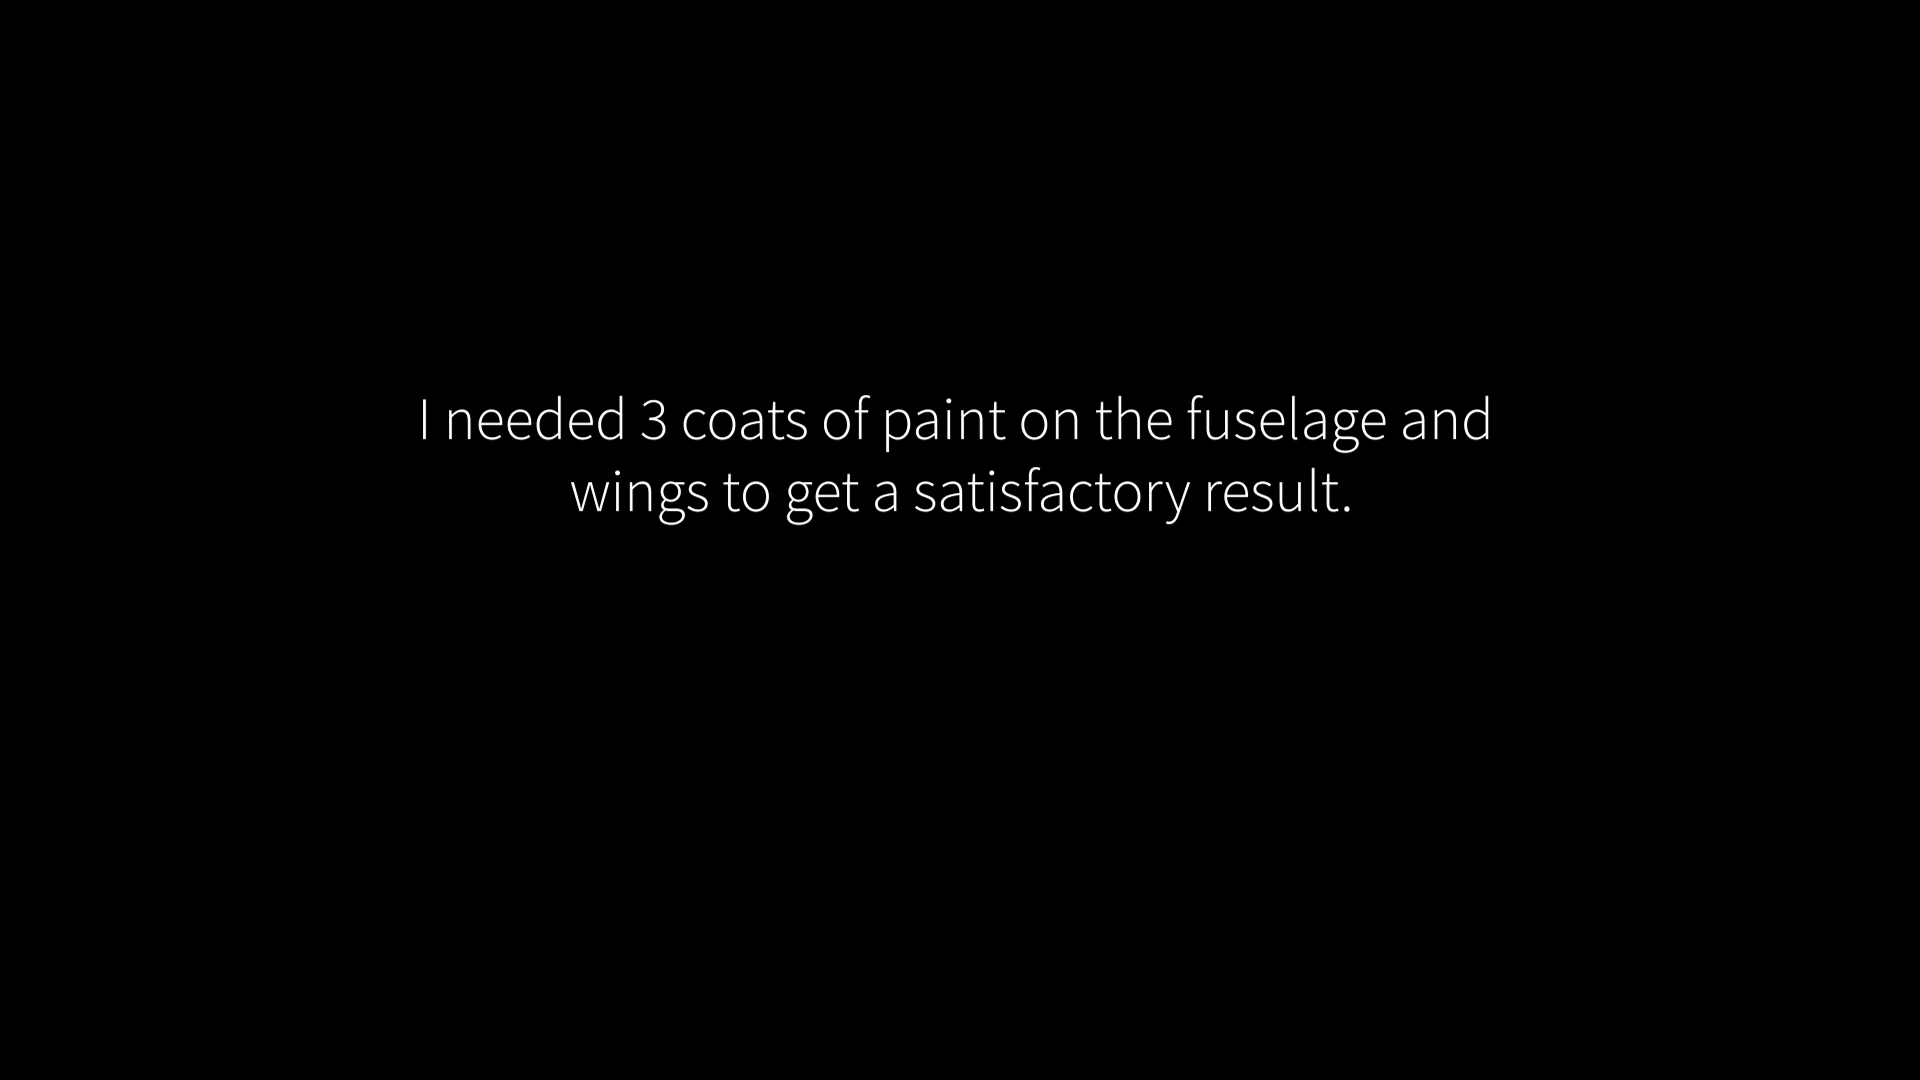 I needed 3 coats of paint on the fuselage and
wings to get a satisfactory result.